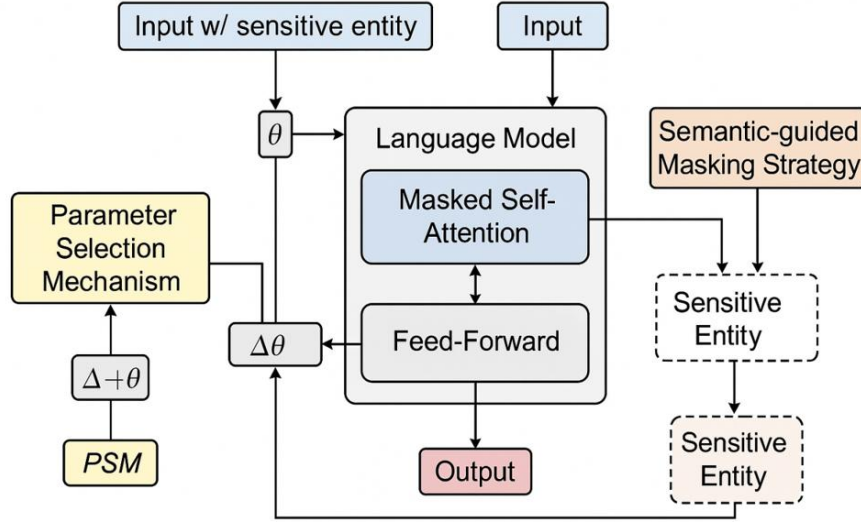 Input w/ sensitive entity
Input
θ
Language Model
Semantic-guided
Masking Strategy
Masked Self-
Attention
Parameter
Selection
Mechanism
Sensitive
Entity
Δθ
Feed-Forward
Δ+θ
PSM
Output
Sensitive
Entity